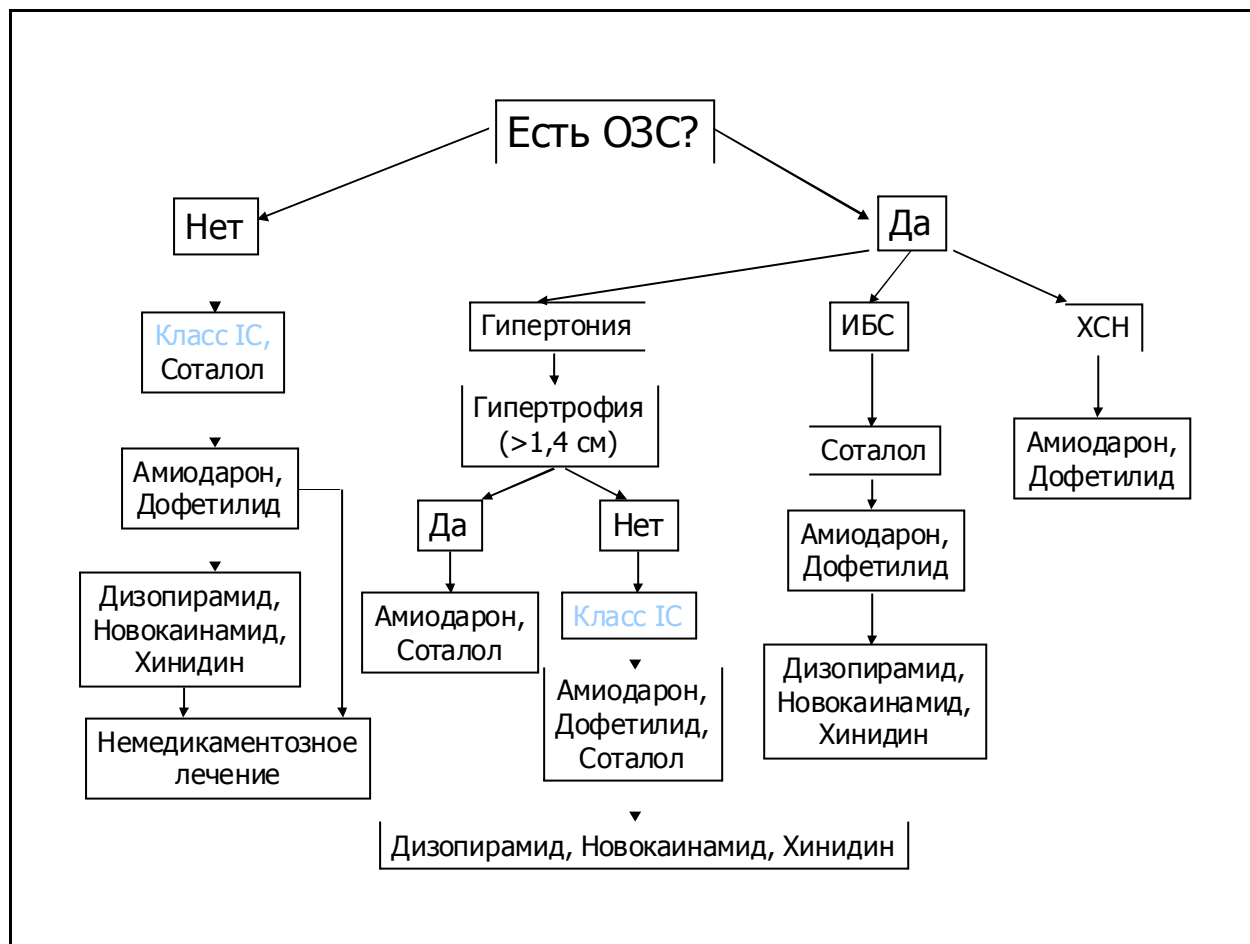 Есть ОЗС?
Нет
Да
Класс IC,
Соталол
Гипертония
ИБС
ХСН
Гипертрофия
(>1,4 см)
Амиодарон,
Дофетилид
Соталол
Амиодарон,
Дофетилид
Да
Нет
Амиодарон,
Дофетилид
Дизопирамид,
Новокаинамид,
Хинидин
Амиодарон,
Соталол
Класс IC
Дизопирамид,
Новокаинамид,
Хинидин
Амиодарон,
Дофетилид,
Соталол
Немедикаментозное
лечение
Дизопирамид, Новокаинамид, Хинидин